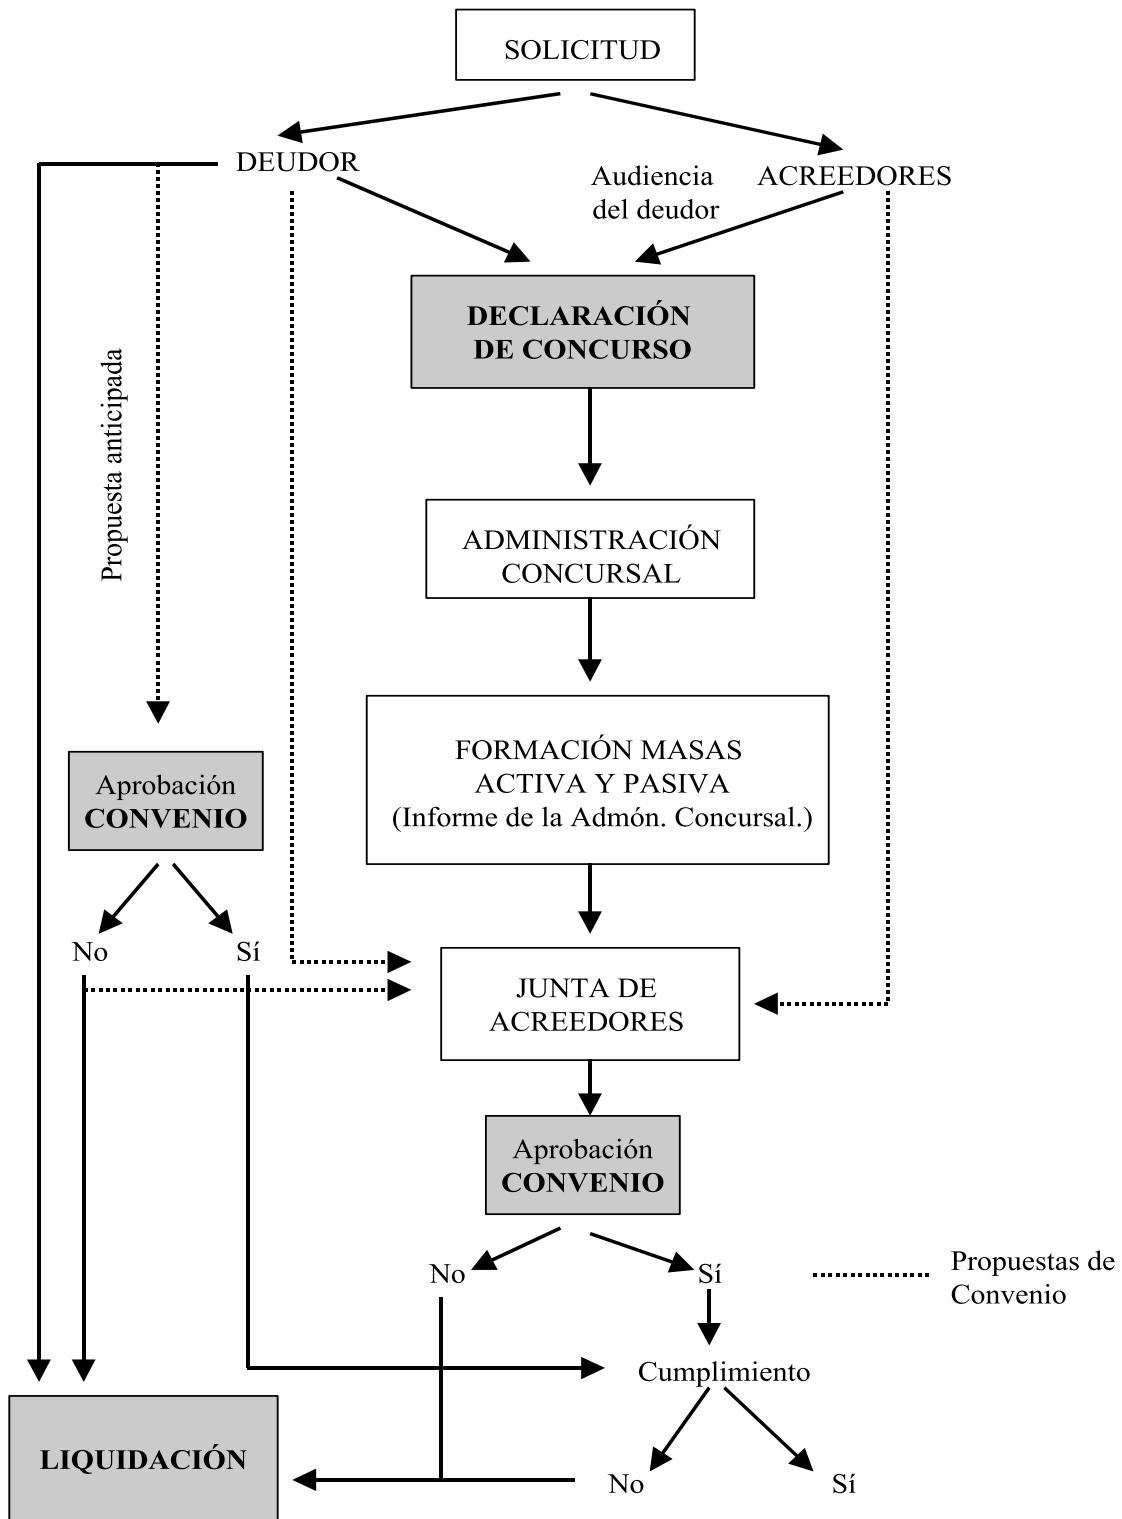 SOLICITUD
DEUDOR
Audiencia
del deudor
ACREEDORES
DECLARACIÓN
DE CONCURSO
Propuesta anticipada
ADMINISTRACIÓN
CONCURSAL
FORMACIÓN MASAS
ACTIVA Y PASIVA
(Informe de la Admón. Concursal.)
Aprobación
CONVENIO
No
Sí
JUNTA DE
ACREEDORES
Aprobación
CONVENIO
No
Sí
Propuestas de
Convenio
Cumplimiento
LIQUIDACIÓN
No
Sí